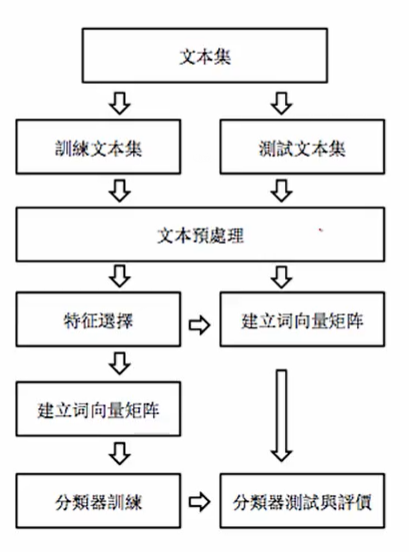 文本集
訓練文本集
測試文本集
文本預處理
特征選擇
建立词向量矩阵
建立词向量矩阵
分類器訓練
分類器測試與評價